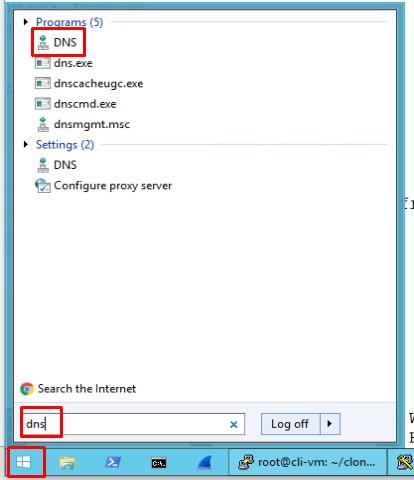 Programs (5)
DNS
dns.exe
dnscacheugc.exe
dnscmd.exe
dnsmgmt.msc
Settings (2)
DNS
Configure proxy server
Search the Internet
dns
Log off
root@cli-vm: ~/clon...